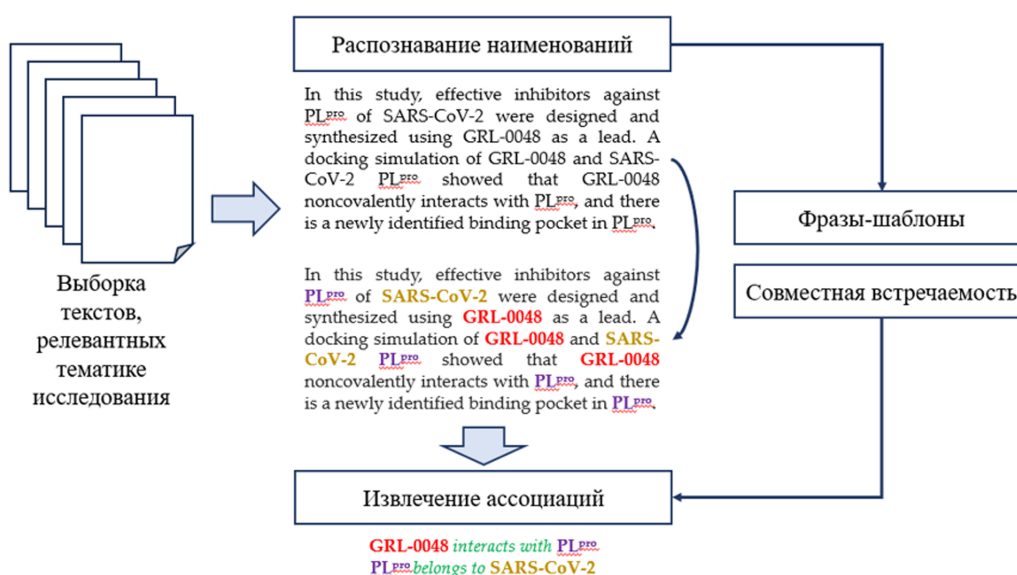 Распознавание наименований
In this study, effective inhibitors against
PLpro of SARS-CoV-2 were designed and
synthesized using GRL-0048 as a lead. A
docking simulation of GRL-0048 and SARS-
CoV-2 PLpro showed that GRL-0048
noncovalently interacts with PLpro, and there
is a newly identified binding pocket in PLpro.
Выборка
текстов,
релевантных
тематике
исследования
Фразы-шаблоны
Совместная встречаемость
In this study, effective inhibitors against
PLpro of SARS-CoV-2 were designed and
synthesized using GRL-0048 as a lead. A
docking simulation of GRL-0048 and SARS-
CoV-2 PLpro showed that GRL-0048
noncovalently interacts with PLpro, and there
is a newly identified binding pocket in PLpro.
Извлечение ассоциаций
GRL-0048 interacts with PLpro
PLpro belongs to SARS-CoV-2